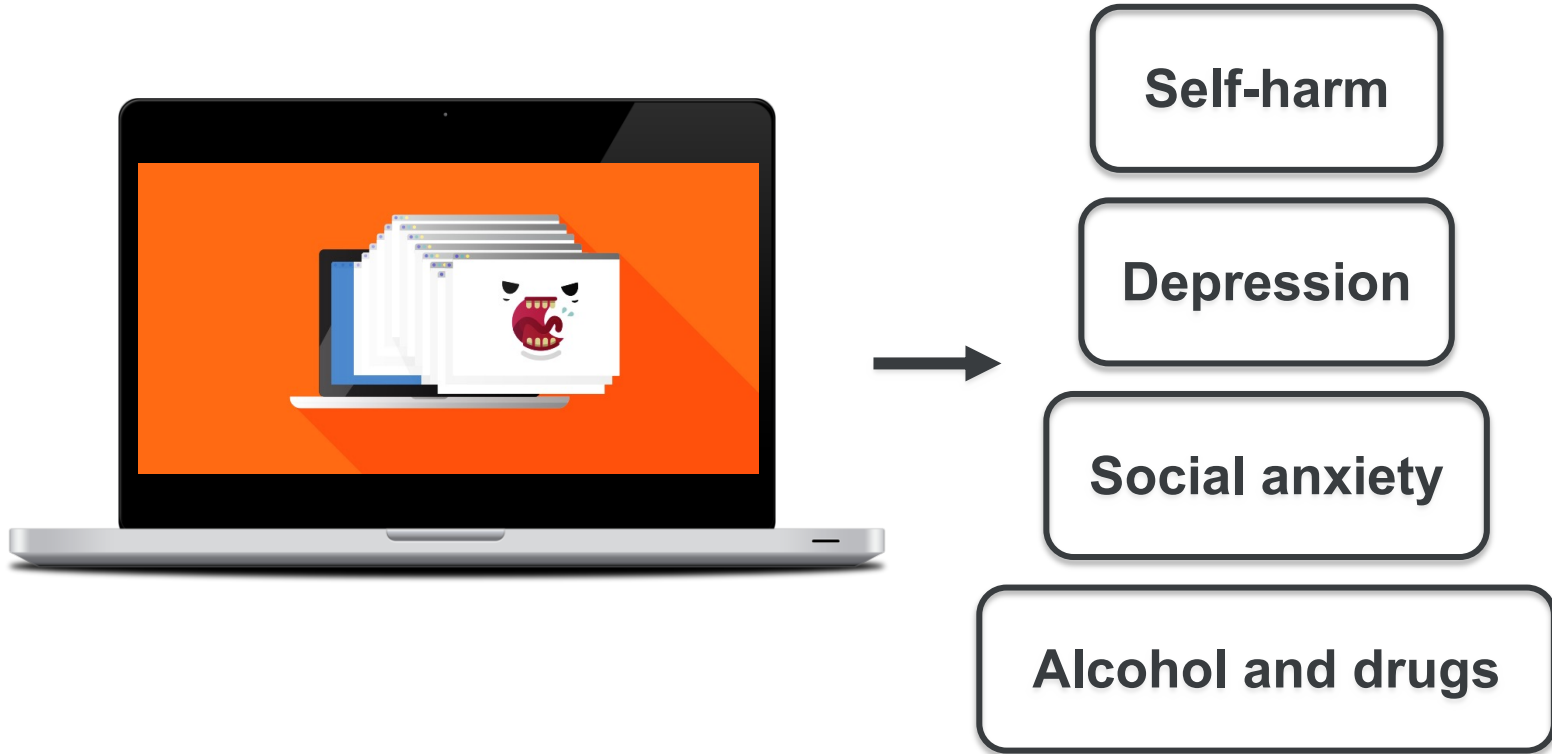 Self-harm
Depression
Social anxiety
Alcohol and drugs